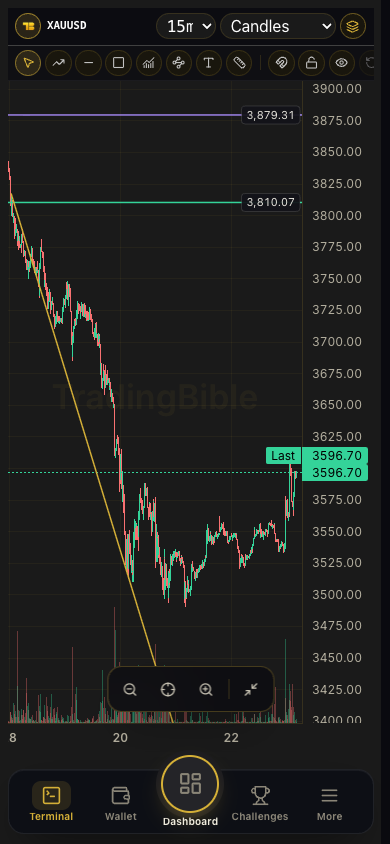 XAUUSD
15m
Candles
T
3900.00
3,879.31
3875.00
3850.00
3825.00
3,810.07
3800.00
3775.00
3750.00
3725.00
3700.00
3675.00
TradingBible
3650.00
3625.00
Last 3596.70
3596.70
3575.00
3550.00
3525.00
3500.00
3475.00
3450.00
3425.00
3400.00
8 20 22
Terminal Wallet Dashboard Challenges More